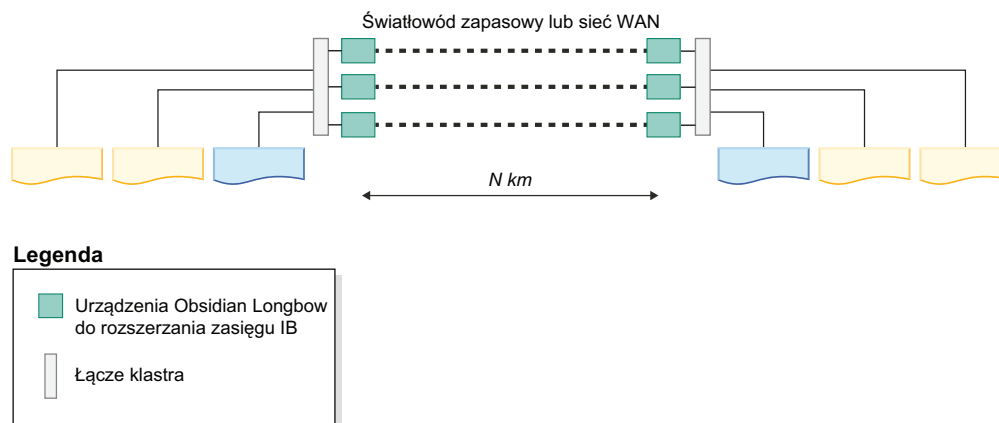 Światłowód zapasowy lub sieć WAN
N km
Legenda
Urządzenia Obsidian Longbow
do rozszerzania zasięgu IB
Łącze klastra